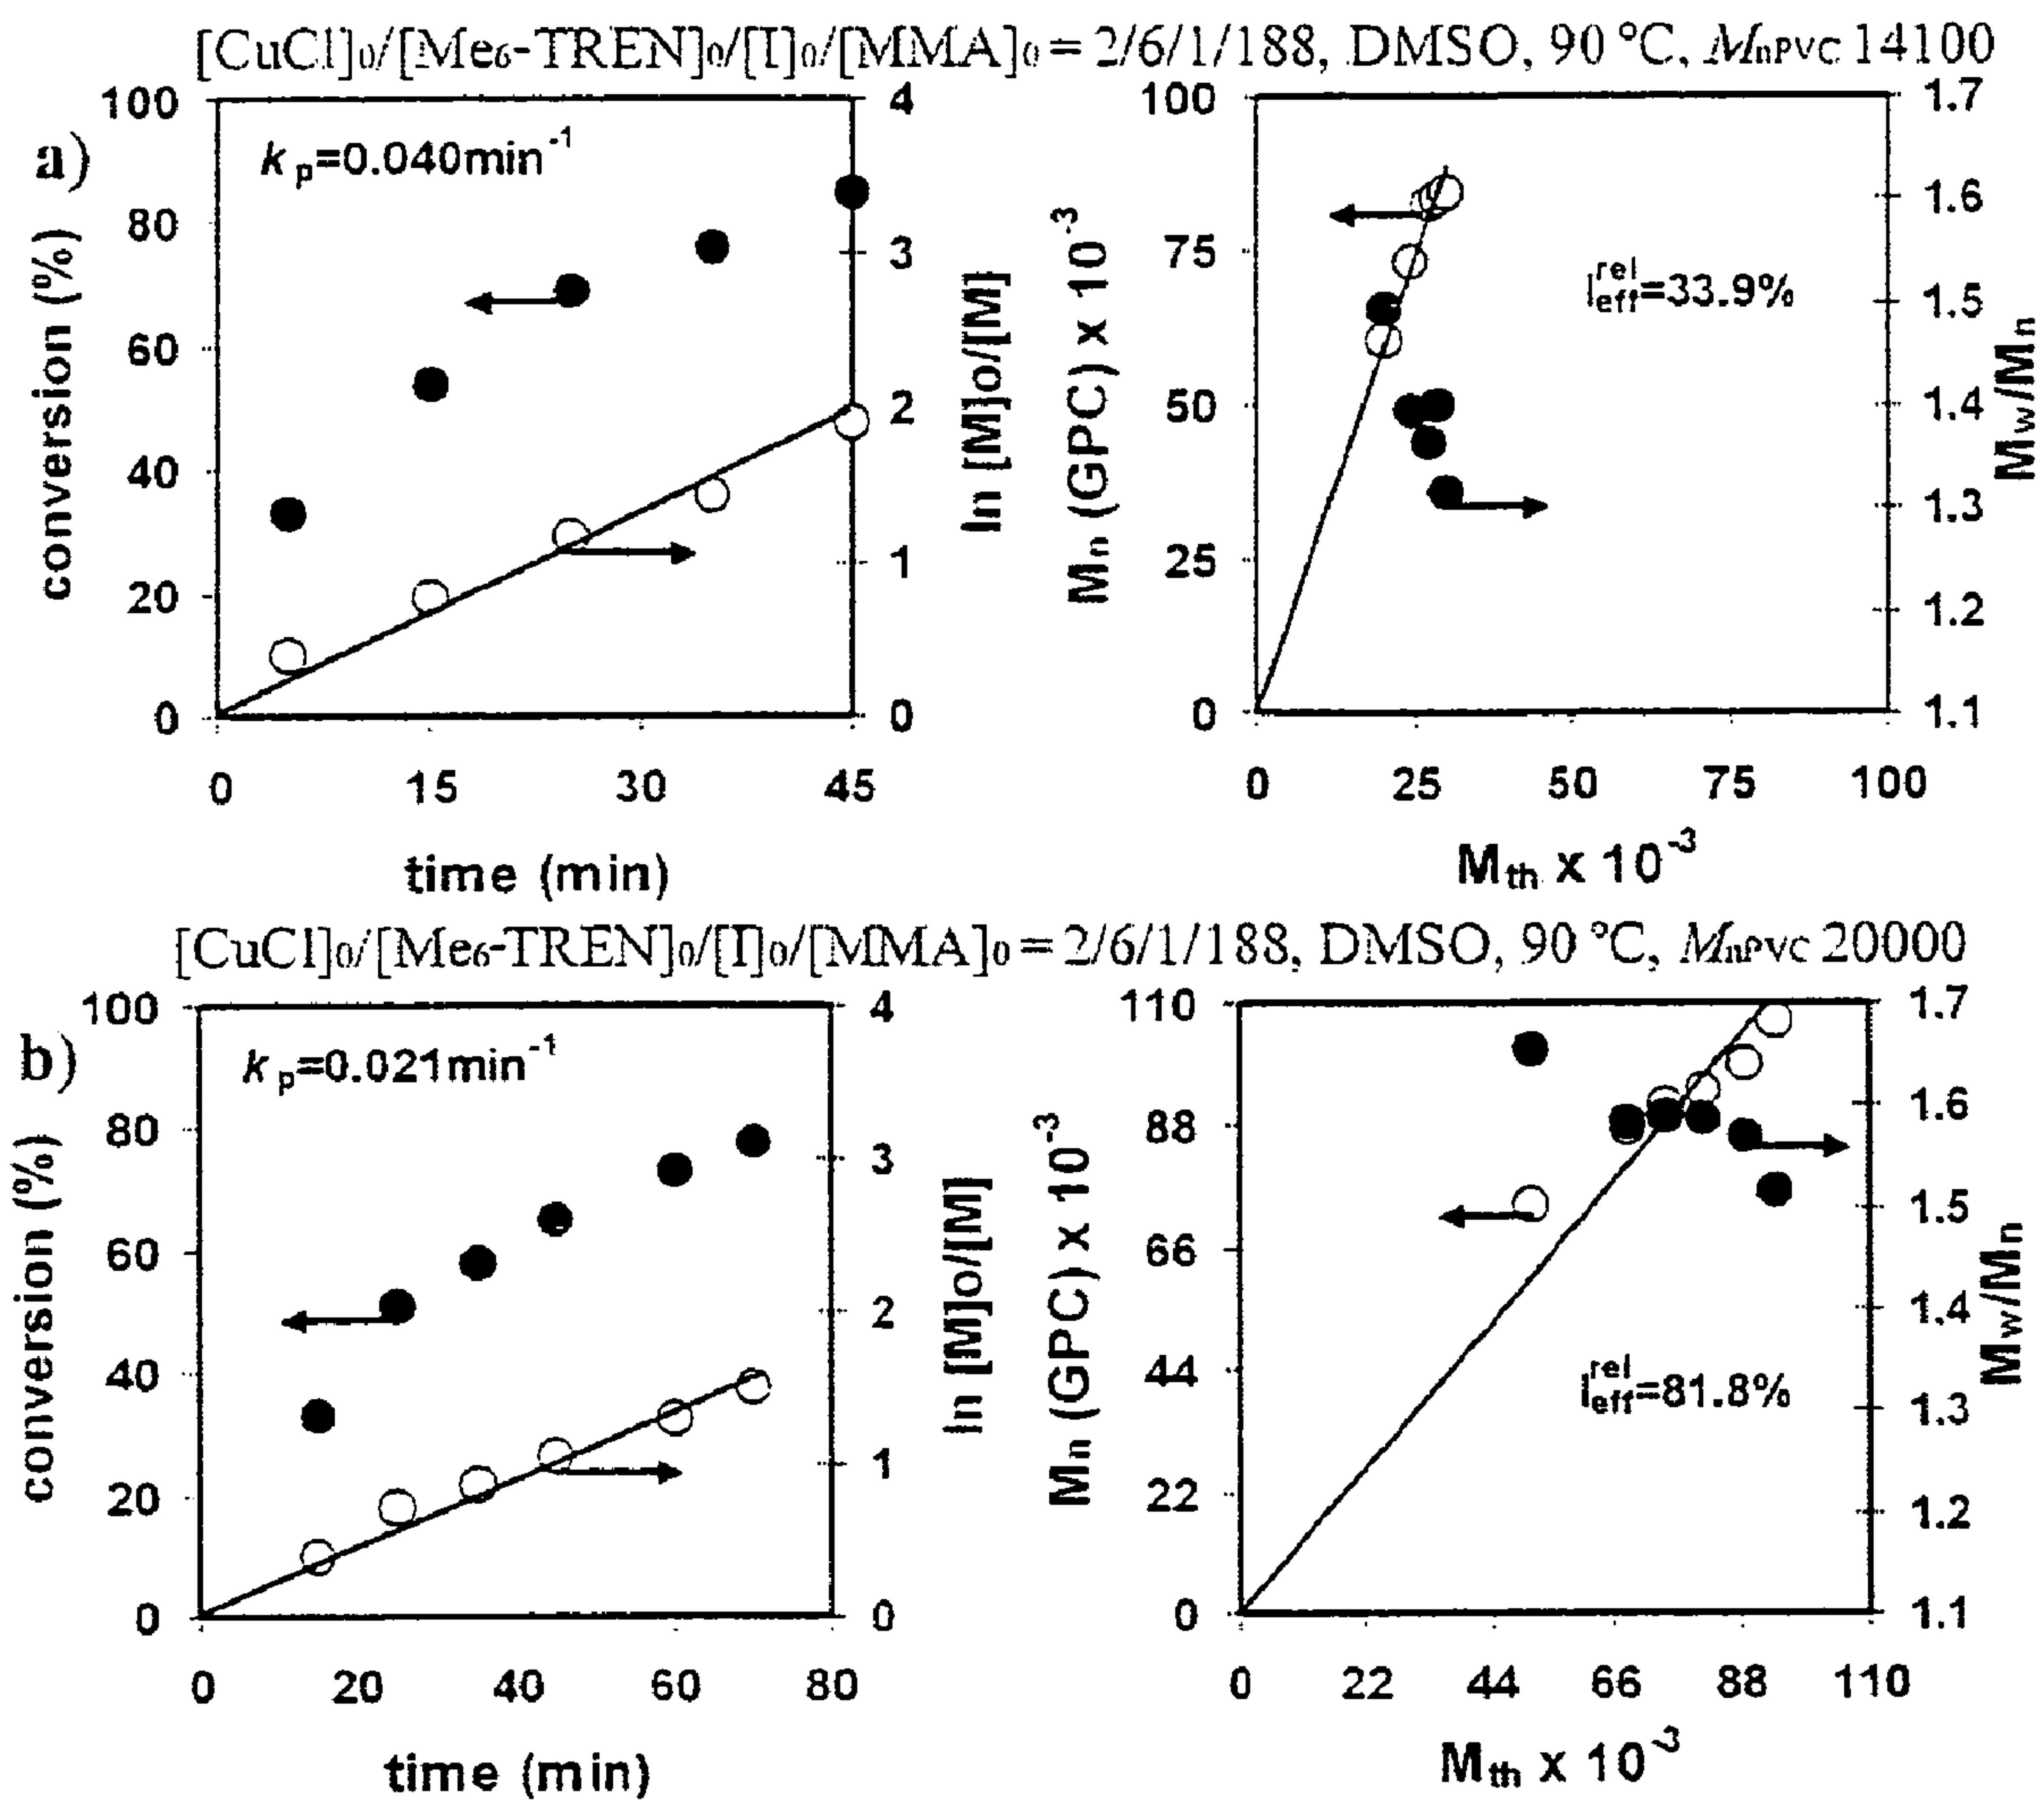 [CuCl]₀/[Me₆-TREN]₀/[I]₀/[MMA]₀ = 2/6/1/188, DMSO, 90 °C, MnPVC 14100
a)
kp=0.040min⁻¹
conversion (%)
100
80
60
40
20
0
4
3
2
1
0
ln [M]o/[M]
0 15 30 45
time (min)
Mn (GPC) x 10⁻³
100
75
50
25
0
Ieff^rel=33.9%
1.7
1.6
1.5
1.4
1.3
1.2
1.1
Mw/Mn
0 25 50 75 100
Mth x 10⁻³
[CuCl]₀/[Me₆-TREN]₀/[I]₀/[MMA]₀ = 2/6/1/188, DMSO, 90 °C, MnPVC 20000
b)
kp=0.021min⁻¹
conversion (%)
100
80
60
40
20
0
4
3
2
1
0
ln [M]o/[M]
0 20 40 60 80
time (min)
Mn (GPC) x 10⁻³
110
88
66
44
22
0
Ieff^rel=81.8%
1.7
1.6
1.5
1.4
1.3
1.2
1.1
Mw/Mn
0 22 44 66 88 110
Mth x 10⁻³